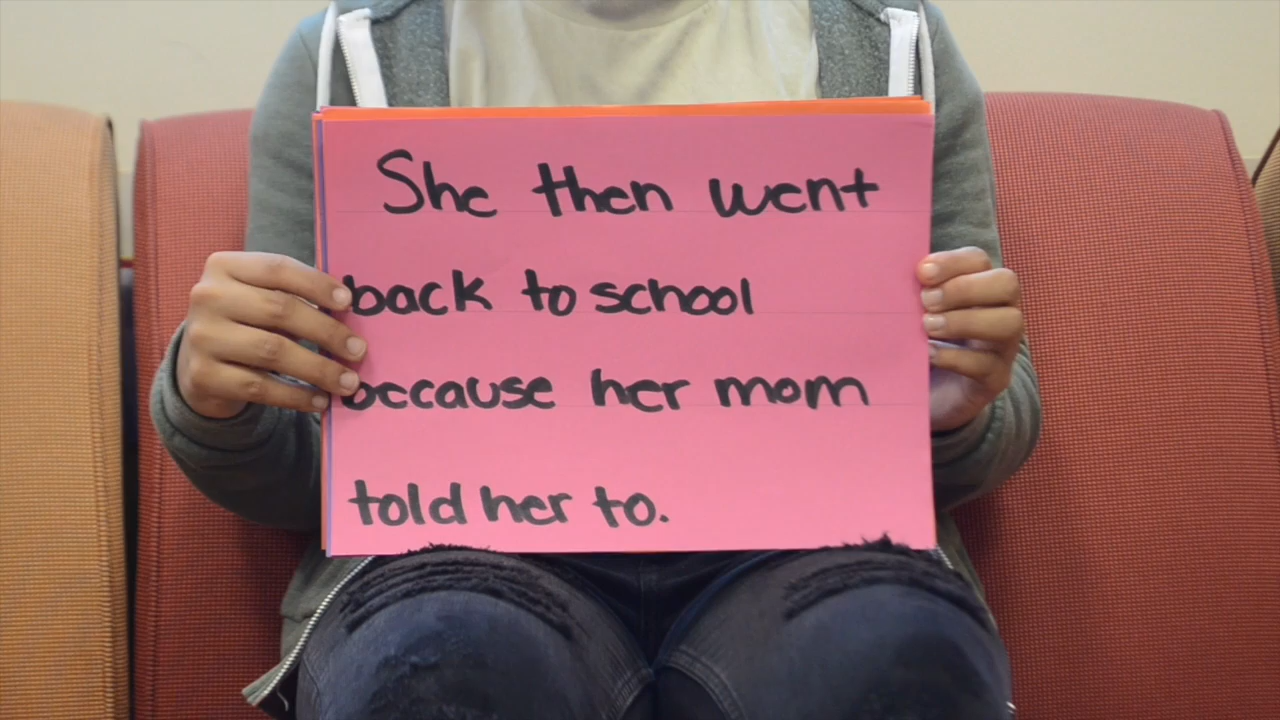 She then went
back to school
because her mom
told her to.